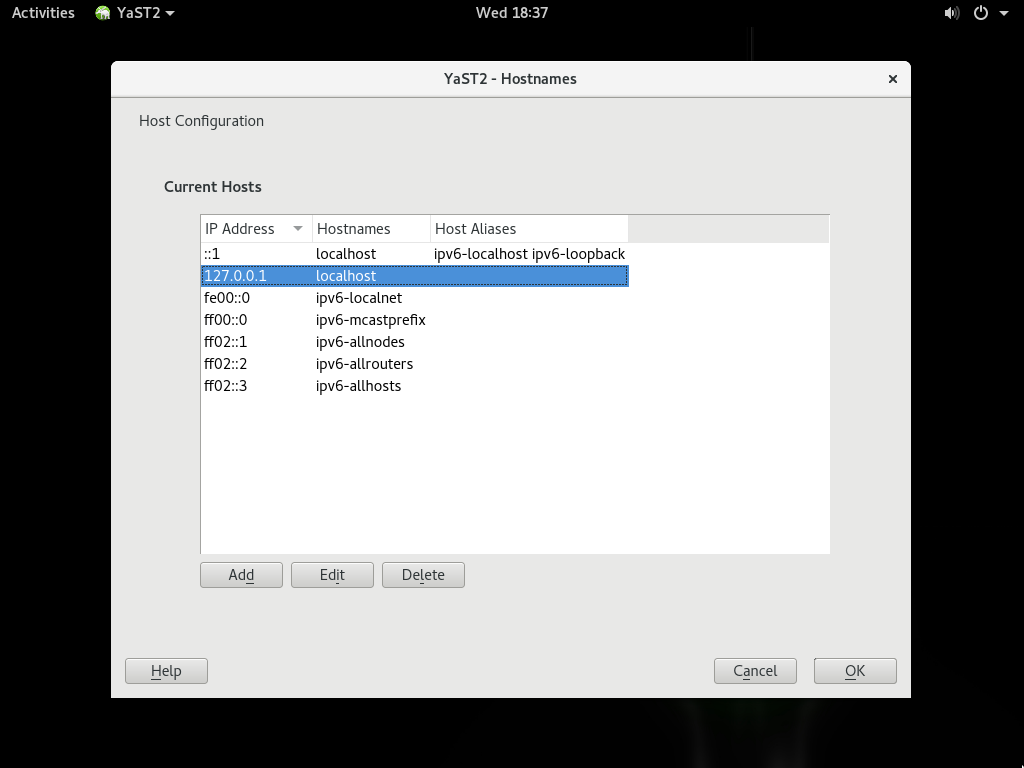 Activities YaST2 Wed 18:37
YaST2 - Hostnames
Host Configuration
Current Hosts
IP Address Hostnames Host Aliases
::1 localhost ipv6-localhost ipv6-loopback
127.0.0.1 localhost
fe00::0 ipv6-localnet
ff00::0 ipv6-mcastprefix
ff02::1 ipv6-allnodes
ff02::2 ipv6-allrouters
ff02::3 ipv6-allhosts
Add Edit Delete
Help Cancel OK